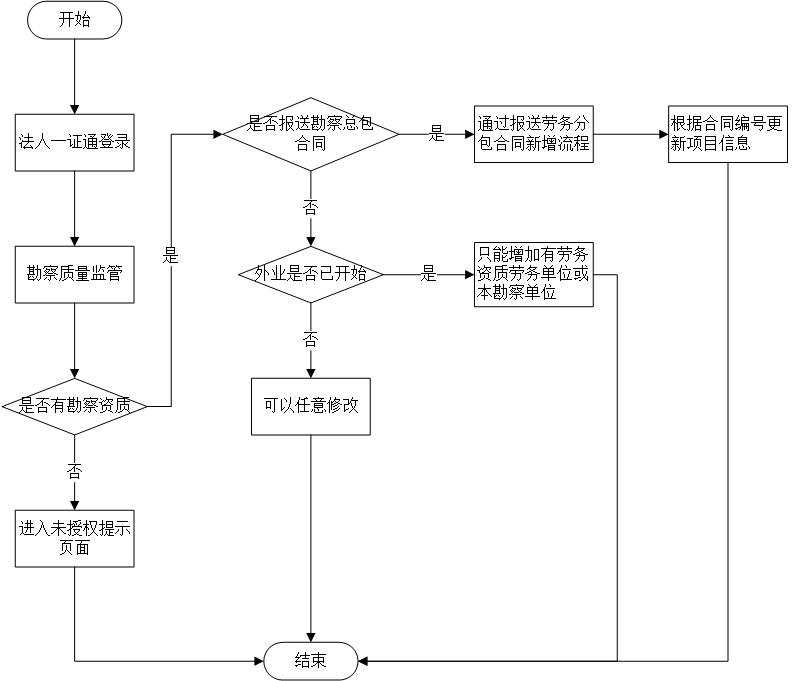 开始
法人一证通登录
勘察质量监管
是否有勘察资质
是
否
进入未授权提示
页面
是否报送勘察总包
合同
是
通过报送劳务分
包合同新增流程
根据合同编号更
新项目信息
否
外业是否已开始
是
只能增加有劳务
资质劳务单位或
本勘察单位
否
可以任意修改
结束